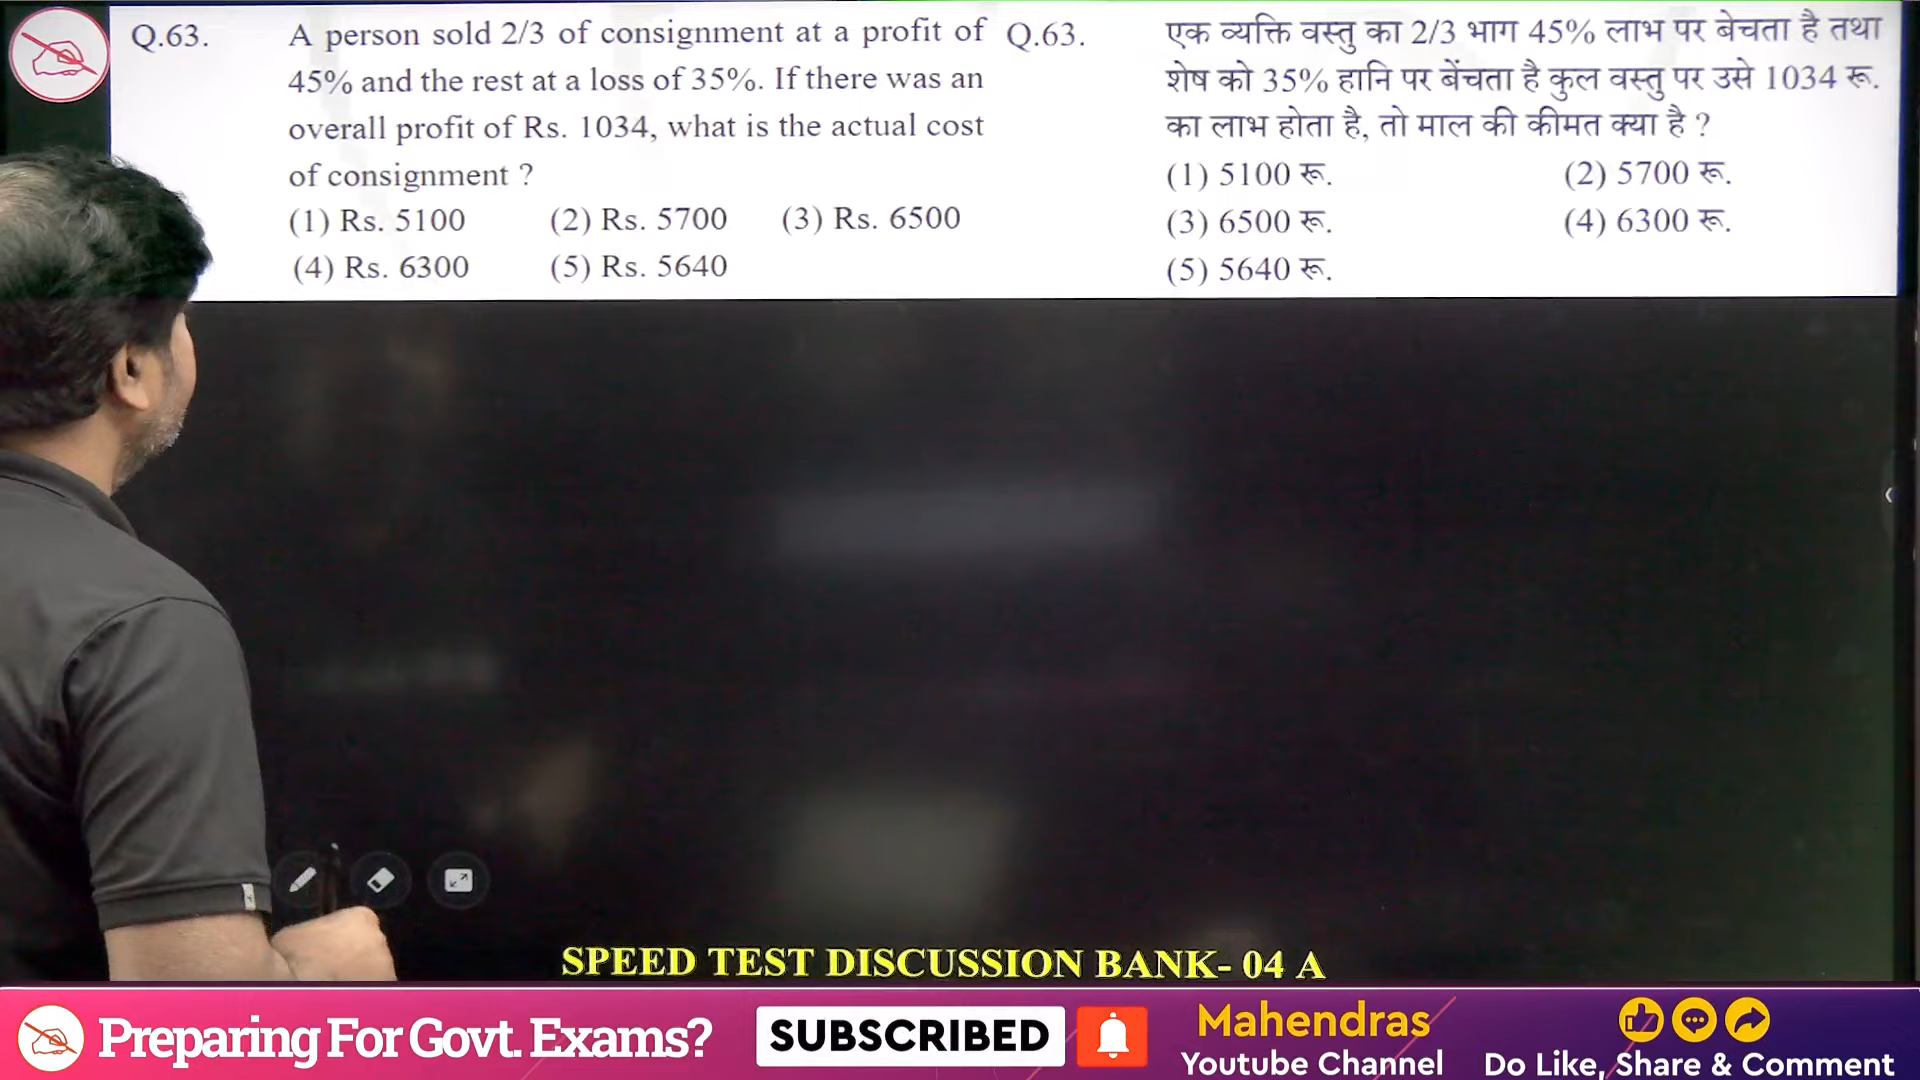 Q.63. A person sold 2/3 of consignment at a profit of
45% and the rest at a loss of 35%. If there was an
overall profit of Rs. 1034, what is the actual cost
of consignment ?
(1) Rs. 5100 (2) Rs. 5700 (3) Rs. 6500
(4) Rs. 6300 (5) Rs. 5640
Q.63. एक व्यक्ति वस्तु का 2/3 भाग 45% लाभ पर बेचता है तथा
शेष को 35% हानि पर बेंचता है कुल वस्तु पर उसे 1034 रू.
का लाभ होता है, तो माल की कीमत क्या है ?
(1) 5100 रू. (2) 5700 रू.
(3) 6500 रू. (4) 6300 रू.
(5) 5640 रू.
SPEED TEST DISCUSSION BANK- 04 A
Preparing For Govt. Exams?
SUBSCRIBED
Mahendras
Youtube Channel
Do Like, Share & Comment